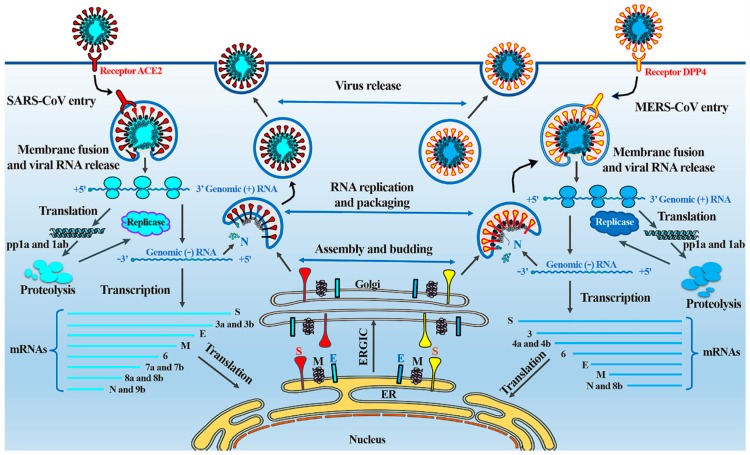 Receptor ACE2
Receptor DPP4
SARS-CoV entry
Virus release
MERS-CoV entry
Membrane fusion
and viral RNA release
Membrane fusion
and viral RNA release
+5'
3' Genomic (+) RNA
RNA replication
and packaging
+5'
3' Genomic (+) RNA
Translation
Replicase
Replicase
Translation
pp1a and 1ab
N
N
pp1a and 1ab
Genomic (-) RNA
-3'
+5'
Assembly and budding
Genomic (-) RNA
-3'
+5'
Proteolysis
Proteolysis
Transcription
Golgi
Transcription
mRNAs
S
3a and 3b
E
M
6
7a and 7b
8a and 8b
N and 9b
Translation
ERGIC
S
M
E
E
M
S
ER
Nucleus
Translation
S
3
4a and 4b
6
E
M
N and 8b
mRNAs